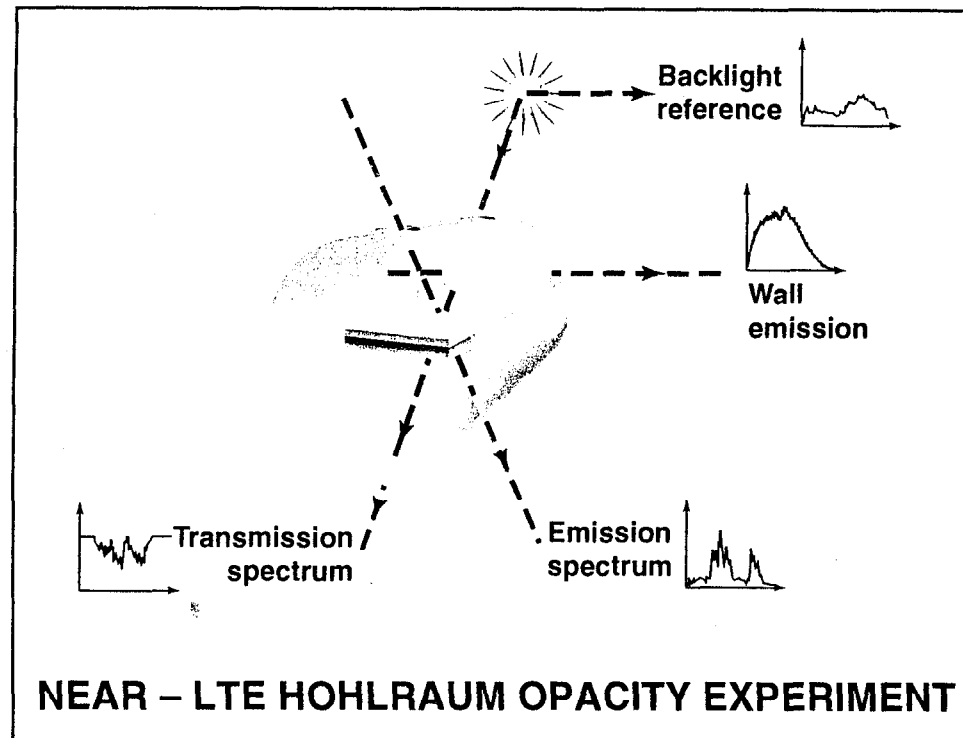 Backlight
reference
Wall
emission
Transmission
spectrum
Emission
spectrum
NEAR – LTE HOHLRAUM OPACITY EXPERIMENT